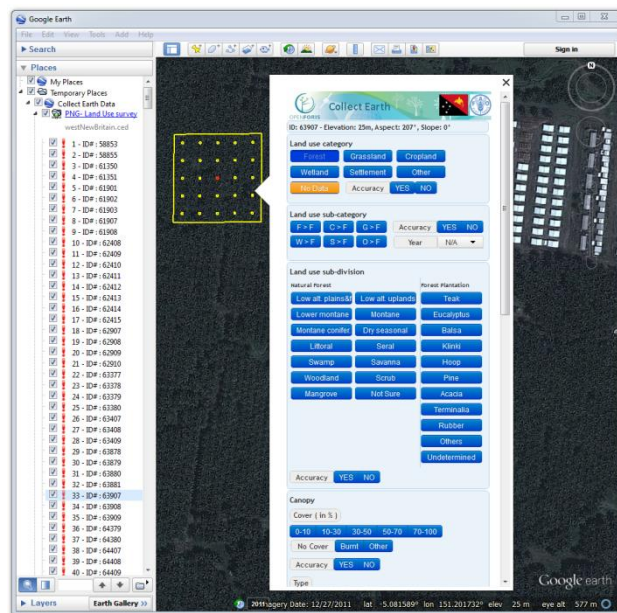 Google Earth
File Edit View Tools Add Help
Search
Sign in
Places
My Places
Temporary Places
Collect Earth Data
PNG- Land Use survey
westNewBritain.ced
1 - ID# : 58853
2 - ID# : 58855
3 - ID# : 61350
4 - ID# : 61351
5 - ID# : 61901
6 - ID# : 61902
7 - ID# : 61903
8 - ID# : 61907
9 - ID# : 61908
10 - ID# : 62408
11 - ID# : 62409
12 - ID# : 62410
13 - ID# : 62411
14 - ID# : 62412
15 - ID# : 62413
16 - ID# : 62414
17 - ID# : 62415
18 - ID# : 62907
19 - ID# : 62908
20 - ID# : 62909
21 - ID# : 62910
22 - ID# : 63377
23 - ID# : 63378
24 - ID# : 63379
25 - ID# : 63380
26 - ID# : 63407
27 - ID# : 63408
28 - ID# : 63409
29 - ID# : 63878
30 - ID# : 63879
31 - ID# : 63880
32 - ID# : 63881
33 - ID# : 63907
34 - ID# : 63908
35 - ID# : 63909
36 - ID# : 64379
37 - ID# : 64380
38 - ID# : 64407
39 - ID# : 64408
40 - ID# : 64409
Layers
Earth Gallery >>
Collect Earth
OPENFORIS
ID: 63907 - Elevation: 25m, Aspect: 207°, Slope: 0°
Land use category
Forest Grassland Cropland
Wetland Settlement Other
No Data Accuracy YES NO
Land use sub-category
F > F C > F G > F Accuracy YES NO
W > F S > F O > F Year N/A
Land use sub-division
Natural Forest Forest Plantation
Low alt. plains&f Low alt. uplands Teak
Lower montane Montane Eucalyptus
Montane conifer Dry seasonal Balsa
Littoral Seral Klinki
Swamp Savanna Hoop
Woodland Scrub Pine
Mangrove Not Sure Acacia
Terminalia
Rubber
Others
Undetermined
Accuracy YES NO
Canopy
Cover ( in % )
0-10 10-30 30-50 50-70 70-100
No Cover Burnt Other
Accuracy YES NO
Type
N
Google earth
2011 Imagery Date: 12/27/2011 lat -5.081589° lon 151.201732° elev 25 m eye alt 577 m